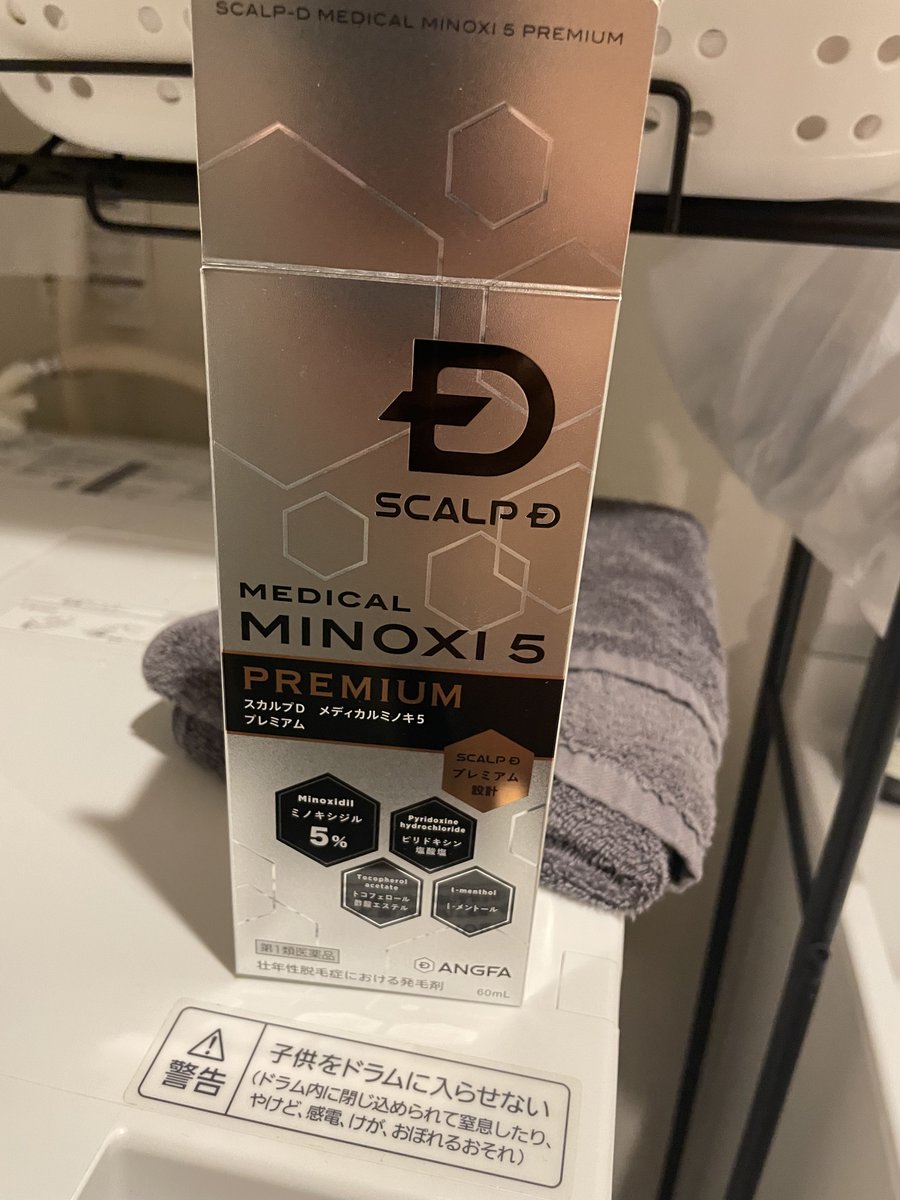 SCALP-D MEDICAL MINOXI 5 PREMIUM
SCALP D
MEDICAL
MINOXI 5
PREMIUM
スカルプD メディカルミノキ5
プレミアム
SCALP D
プレミアム
設計
Minoxidil
ミノキシジル
5%
Pyridoxine
hydrochloride
ピリドキシン
塩酸塩
Tocopherol
acetate
トコフェロール
酢酸エステル
l-menthol
l-メントール
第1類医薬品
壮年性脱毛症における発毛剤
ANGFA
60mL
警告
子供をドラムに入らせない
(ドラム内に閉じ込められて窒息したり、
やけど、感電、けが、おぼれるおそれ)